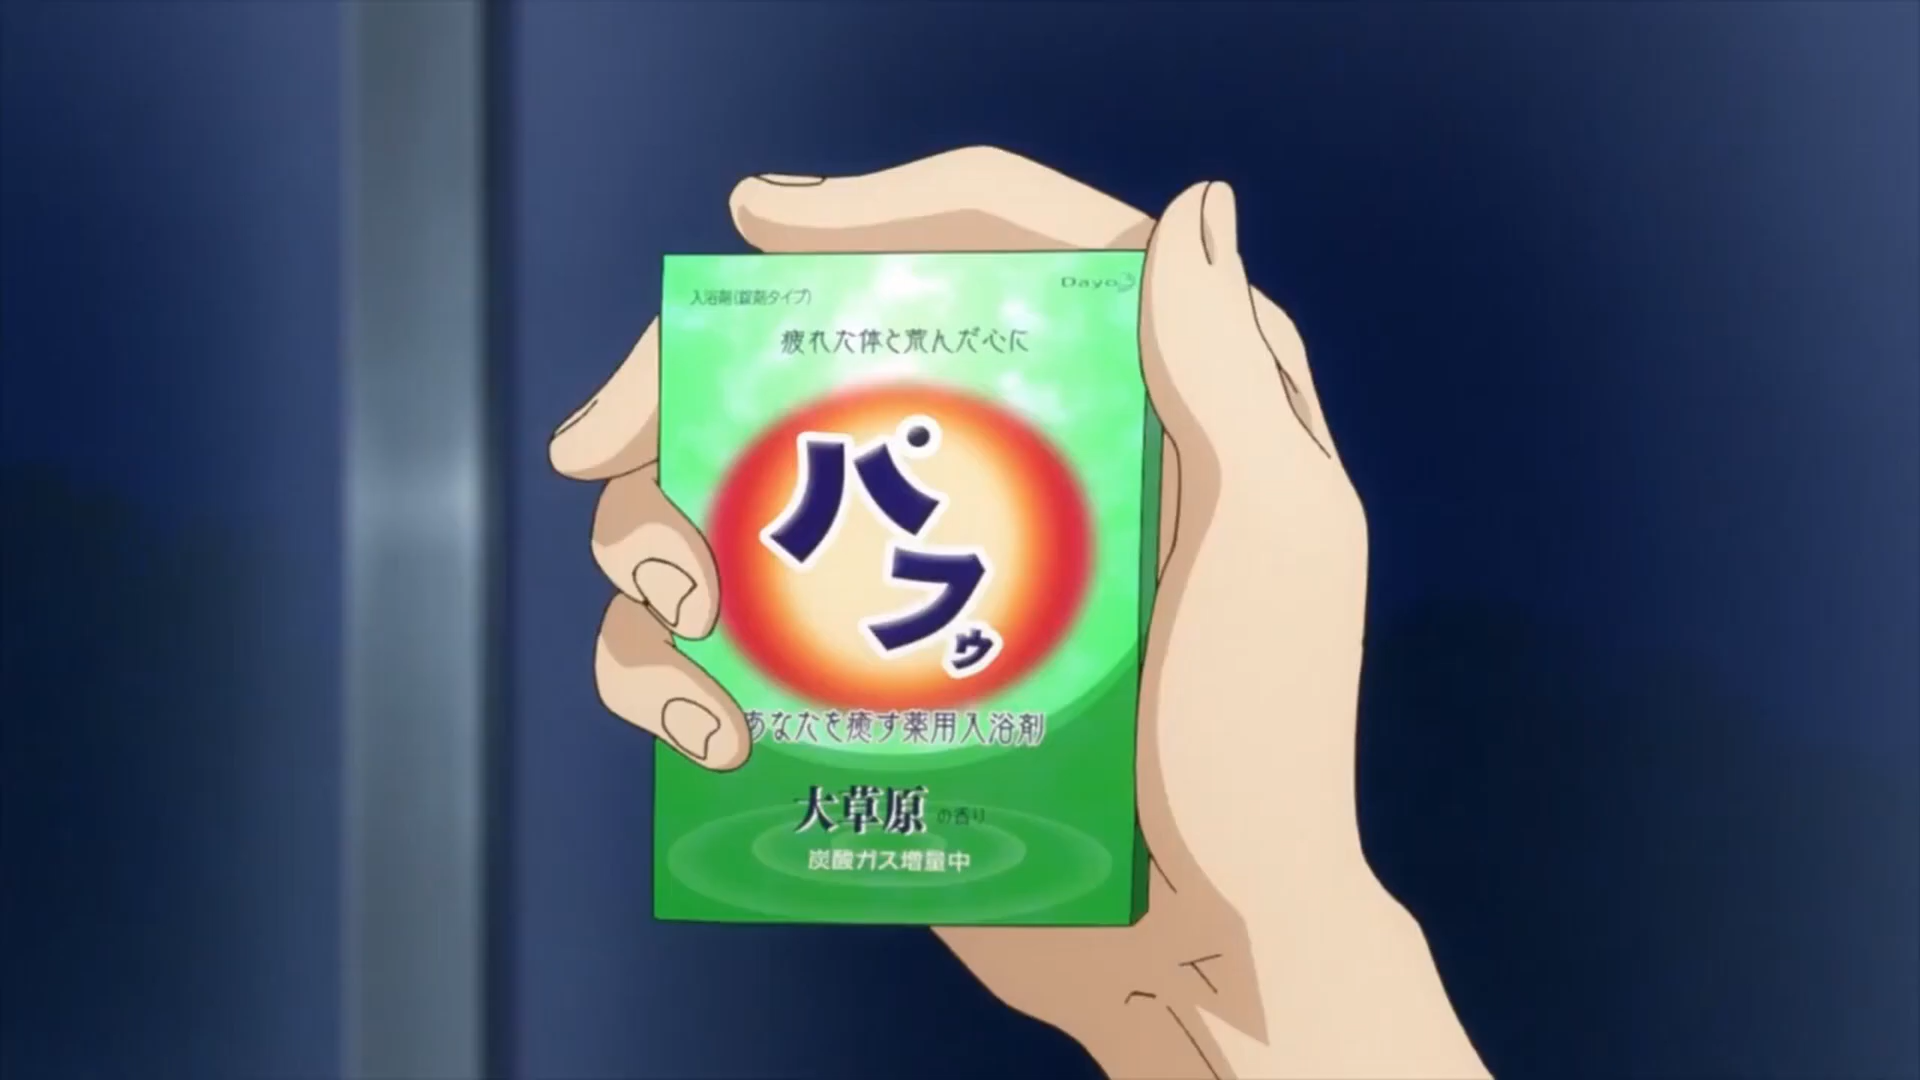 入浴剤(錠剤タイプ)
Dayo
疲れた体と荒んだ心に
パフゥ
あなたを癒す薬用入浴剤
大草原の香り
炭酸ガス増量中